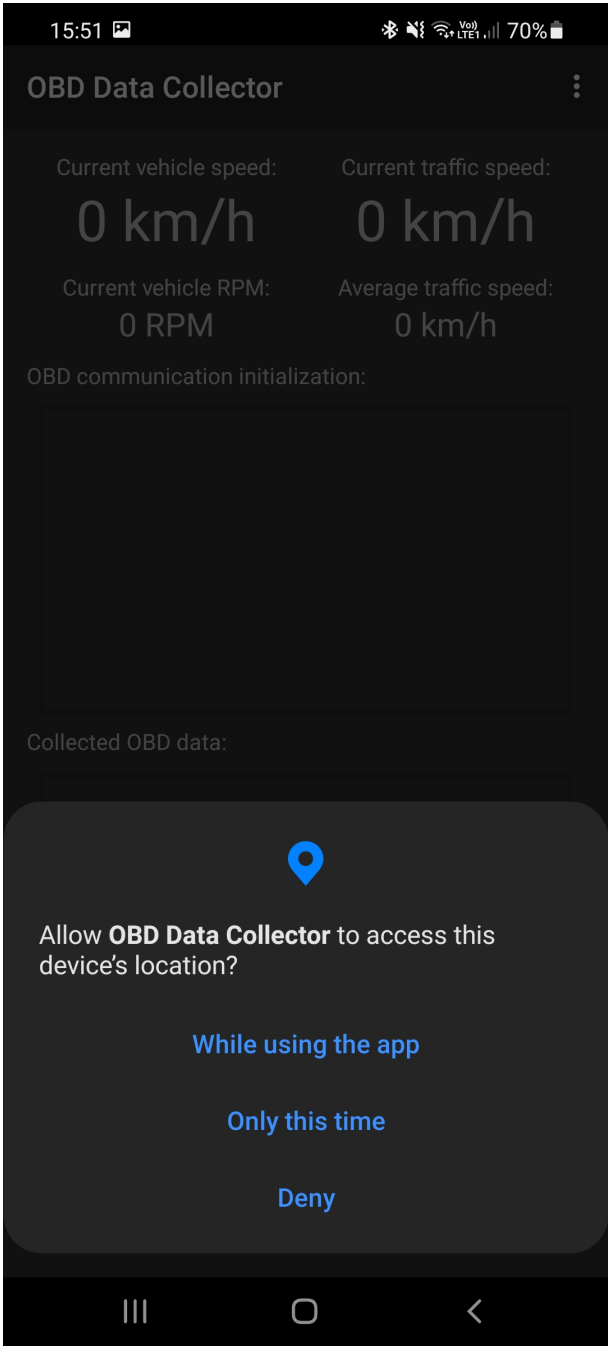 15:51 Vo)) LTE1 70%
OBD Data Collector
Current vehicle speed: Current traffic speed:
0 km/h 0 km/h
Current vehicle RPM: Average traffic speed:
0 RPM 0 km/h
OBD communication initialization:
Collected OBD data:
Allow OBD Data Collector to access this
device's location?
While using the app
Only this time
Deny